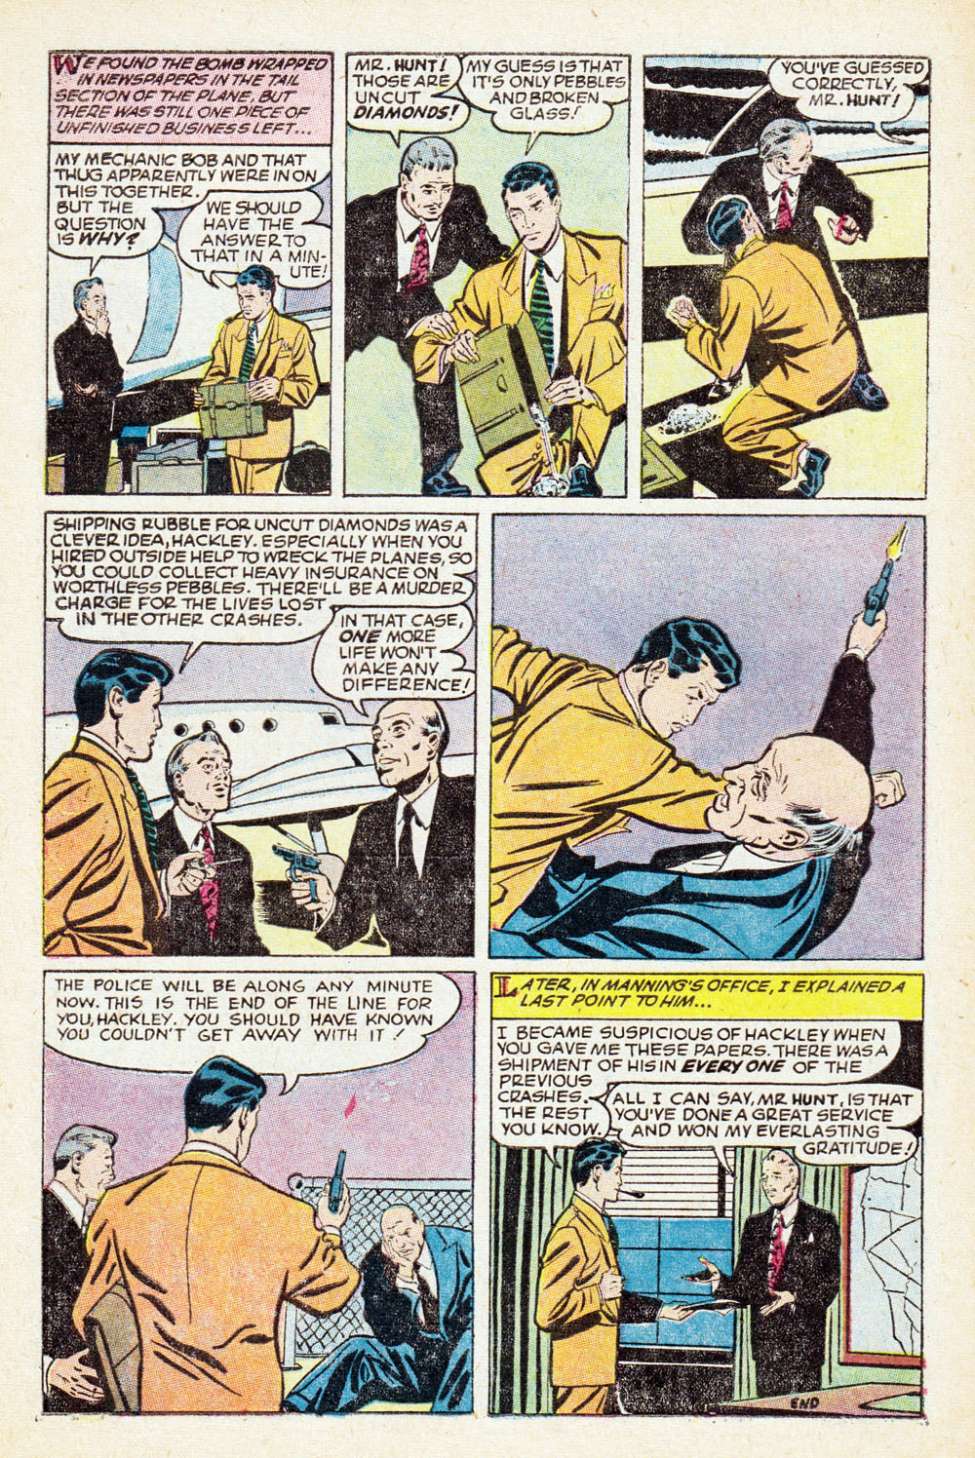 WE FOUND THE BOMB WRAPPED
IN NEWSPAPERS IN THE TAIL
SECTION OF THE PLANE, BUT
THERE WAS STILL ONE PIECE OF
UNFINISHED BUSINESS LEFT...
MY MECHANIC BOB AND THAT
THUG APPARENTLY WERE IN ON
THIS TOGETHER.
BUT THE
QUESTION
IS WHY?
WE SHOULD
HAVE THE
ANSWER TO
THAT IN A MIN-
UTE!
MR. HUNT!
THOSE ARE
UNCUT
DIAMONDS!
MY GUESS IS THAT
IT'S ONLY PEBBLES
AND BROKEN
GLASS!
YOU'VE GUESSED
CORRECTLY,
MR. HUNT!
SHIPPING RUBBLE FOR UNCUT DIAMONDS WAS A
CLEVER IDEA, HACKLEY. ESPECIALLY WHEN YOU
HIRED OUTSIDE HELP TO WRECK THE PLANES, SO
YOU COULD COLLECT HEAVY INSURANCE ON
WORTHLESS PEBBLES. THERE'LL BE A MURDER
CHARGE FOR THE LIVES LOST
IN THE OTHER CRASHES.
IN THAT CASE,
ONE MORE
LIFE WON'T
MAKE ANY
DIFFERENCE!
THE POLICE WILL BE ALONG ANY MINUTE
NOW. THIS IS THE END OF THE LINE FOR
YOU, HACKLEY. YOU SHOULD HAVE KNOWN
YOU COULDN'T GET AWAY WITH IT!
LATER, IN MANNING'S OFFICE, I EXPLAINED A
LAST POINT TO HIM...
I BECAME SUSPICIOUS OF HACKLEY WHEN
YOU GAVE ME THESE PAPERS. THERE WAS A
SHIPMENT OF HIS IN EVERY ONE OF THE
PREVIOUS
CRASHES.
THE REST
YOU KNOW.
ALL I CAN SAY, MR HUNT, IS THAT
YOU'VE DONE A GREAT SERVICE
AND WON MY EVERLASTING
GRATITUDE!
END